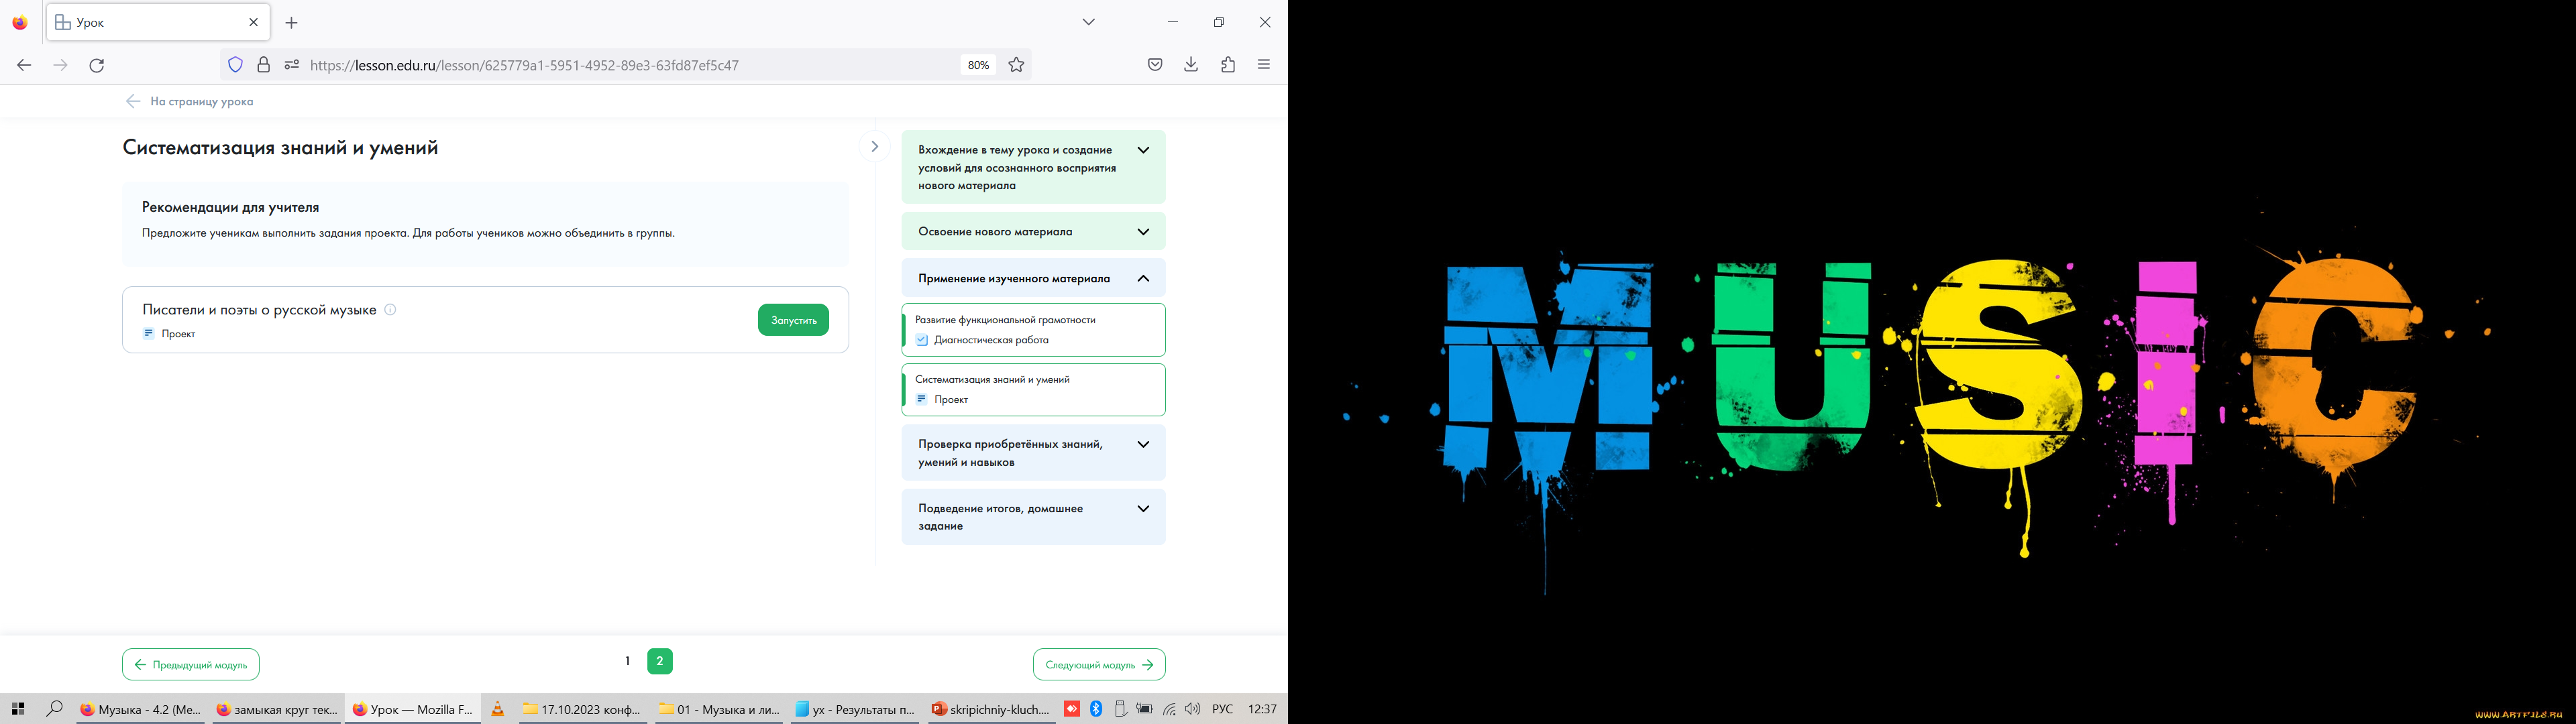 Урок
https://lesson.edu.ru/lesson/625779a1-5951-4952-89e3-63fd87ef5c47
80%
На страницу урока
Систематизация знаний и умений
Рекомендации для учителя
Предложите ученикам выполнить задания проекта. Для работы учеников можно объединить в группы.
Писатели и поэты о русской музыке
Проект
Запустить
Вхождение в тему урока и создание
условий для осознанного восприятия
нового материала
Освоение нового материала
Применение изученного материала
Развитие функциональной грамотности
Диагностическая работа
Систематизация знаний и умений
Проект
Проверка приобретённых знаний,
умений и навыков
Подведение итогов, домашнее
задание
Предыдущий модуль
1 2
Следующий модуль
Музыка - 4.2 (Ме...
замыкая круг тек...
Урок — Mozilla F...
17.10.2023 конф...
01 - Музыка и ли...
ух - Результаты п...
skripichniy-kluch....
РУС
12:37
MUSIC
www.ARTFILE.RU